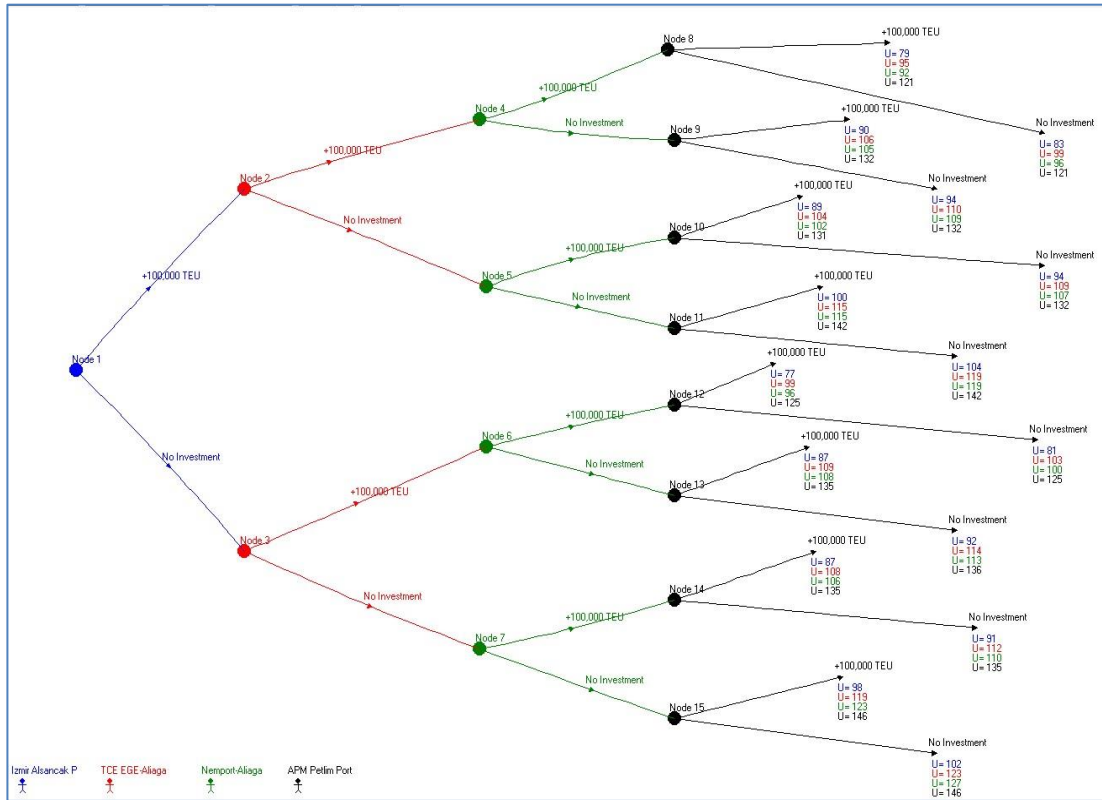 Node 8
+100,000 TEU
U= 79
U= 95
U= 92
U= 121
+100,000 TEU
Node 4
No Investment
U= 83
U= 99
U= 96
U= 121
No Investment
Node 9
+100,000 TEU
U= 90
U= 106
U= 105
U= 132
+100,000 TEU
Node 2
No Investment
U= 94
U= 110
U= 109
U= 132
No Investment
Node 10
+100,000 TEU
U= 89
U= 104
U= 102
U= 131
+100,000 TEU
Node 5
No Investment
U= 94
U= 109
U= 107
U= 132
+100,000 TEU
No Investment
Node 11
+100,000 TEU
U= 100
U= 115
U= 115
U= 142
Node 1
No Investment
U= 104
U= 119
U= 119
U= 142
Node 12
+100,000 TEU
U= 77
U= 99
U= 96
U= 125
+100,000 TEU
Node 6
No Investment
U= 81
U= 103
U= 100
U= 125
No Investment
No Investment
Node 13
+100,000 TEU
U= 87
U= 109
U= 108
U= 135
+100,000 TEU
Node 3
No Investment
U= 92
U= 114
U= 113
U= 136
No Investment
Node 14
+100,000 TEU
U= 87
U= 108
U= 106
U= 135
+100,000 TEU
Node 7
No Investment
U= 91
U= 112
U= 110
U= 135
No Investment
Node 15
+100,000 TEU
U= 98
U= 119
U= 123
U= 146
No Investment
U= 102
U= 123
U= 127
U= 146
Izmir Alsancak P
TCE EGE-Aliaga
Nemport-Aliaga
APM Petlim Port